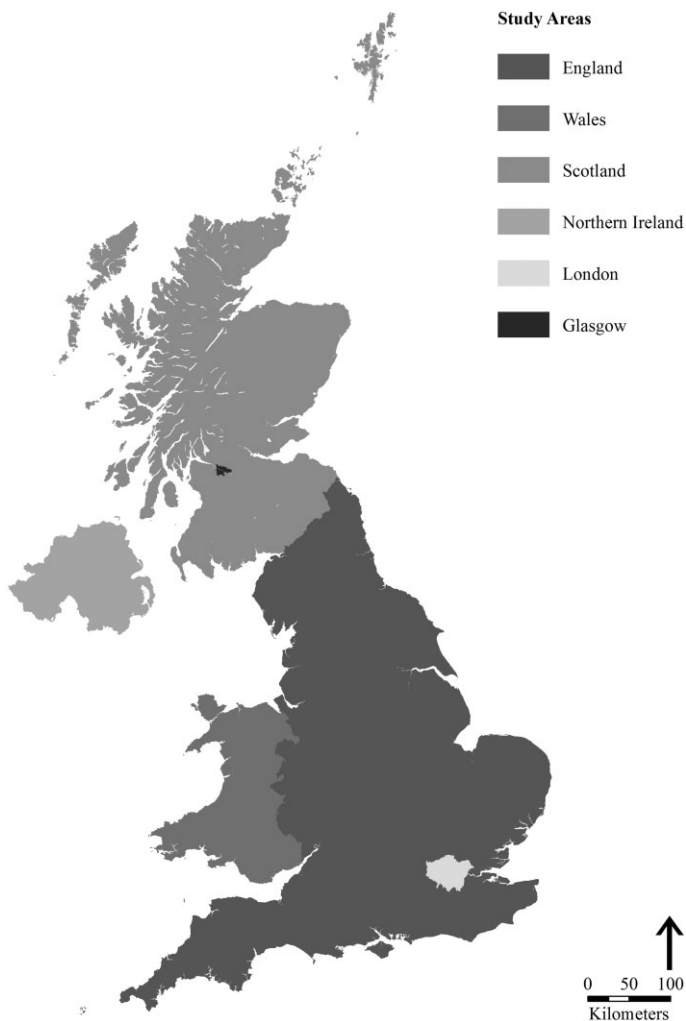 Study Areas
England
Wales
Scotland
Northern Ireland
London
Glasgow
0 50 100
Kilometers